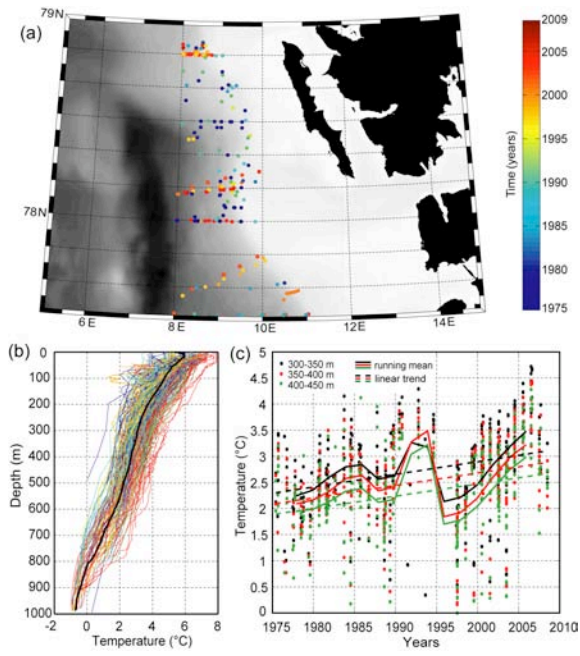 79N
(a)
78N
6E
8E
10E
12E
14E
2009
2005
2000
1995
1990
1985
1980
1975
Time (years)
(b)
0
100
200
300
400
500
600
700
800
900
1000
Depth (m)
-2
0
2
4
6
8
Temperature (°C)
(c)
300-350 m
350-400 m
400-450 m
running mean
linear trend
5
4.5
4
3.5
3
2.5
2
1.5
1
0.5
0
Temperature (°C)
1975
1980
1985
1990
1995
2000
2005
2010
Years